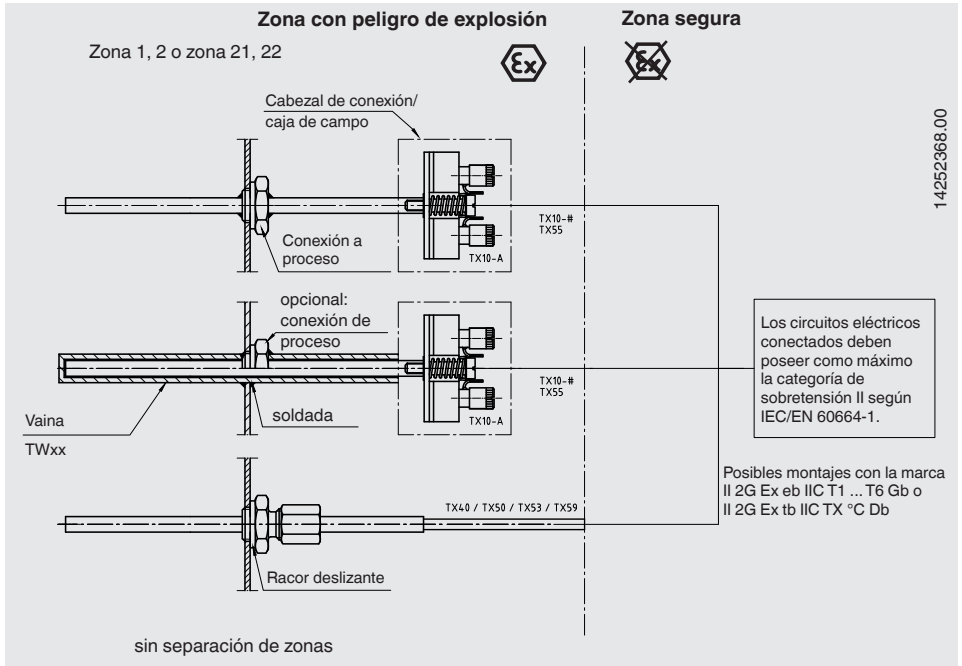 Zona con peligro de explosión
Zona segura
Zona 1, 2 o zona 21, 22
Ex
Ex
14252368.00
Cabezal de conexión/
caja de campo
TX10-#
TX55
TX10-A
Conexión a
proceso
opcional:
conexión de
proceso
TX10-#
TX55
TX10-A
Vaina
TWxx
soldada
Los circuitos eléctricos
conectados deben
poseer como máximo
la categoría de
sobretensión II según
IEC/EN 60664-1.
Posibles montajes con la marca
II 2G Ex eb IIC T1 ... T6 Gb o
II 2G Ex tb IIC TX °C Db
TX40 / TX50 / TX53 / TX59
Racor deslizante
sin separación de zonas